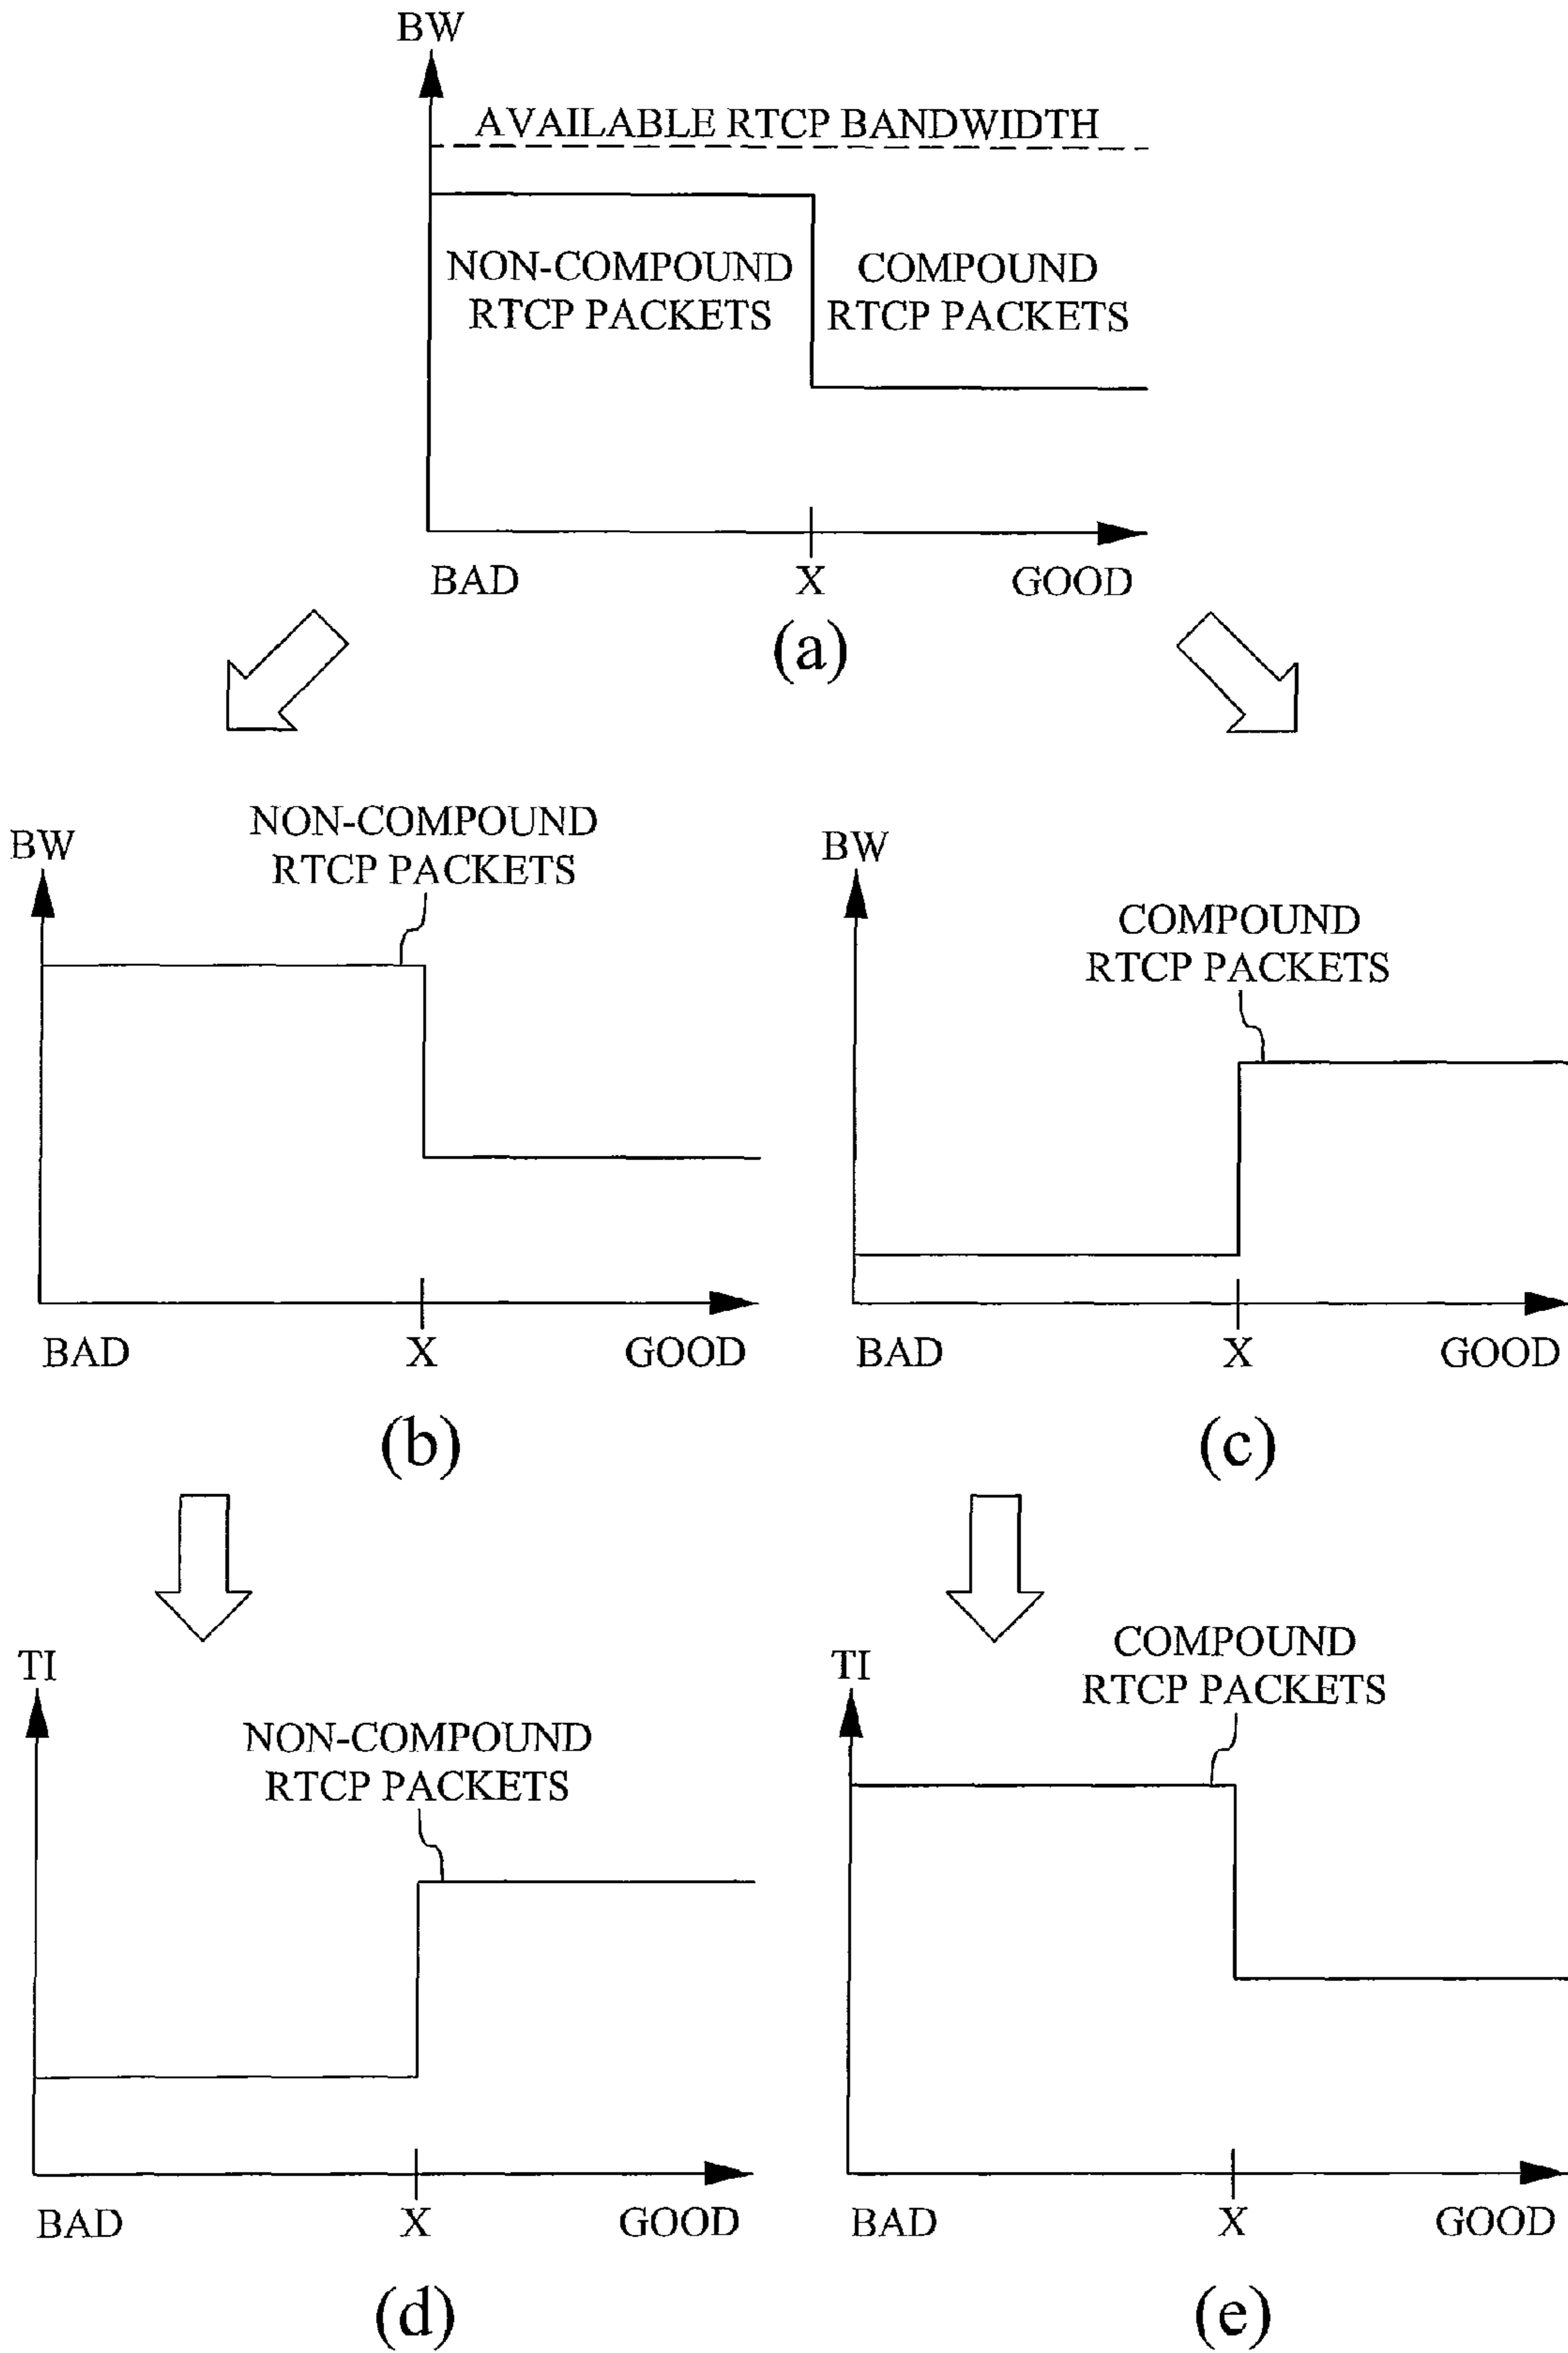 BW
AVAILABLE RTCP BANDWIDTH
NON-COMPOUND
RTCP PACKETS
COMPOUND
RTCP PACKETS
BAD
X
GOOD
(a)
BW
NON-COMPOUND
RTCP PACKETS
BAD
X
GOOD
(b)
BW
COMPOUND
RTCP PACKETS
BAD
X
GOOD
(c)
TI
NON-COMPOUND
RTCP PACKETS
BAD
X
GOOD
(d)
TI
COMPOUND
RTCP PACKETS
BAD
X
GOOD
(e)